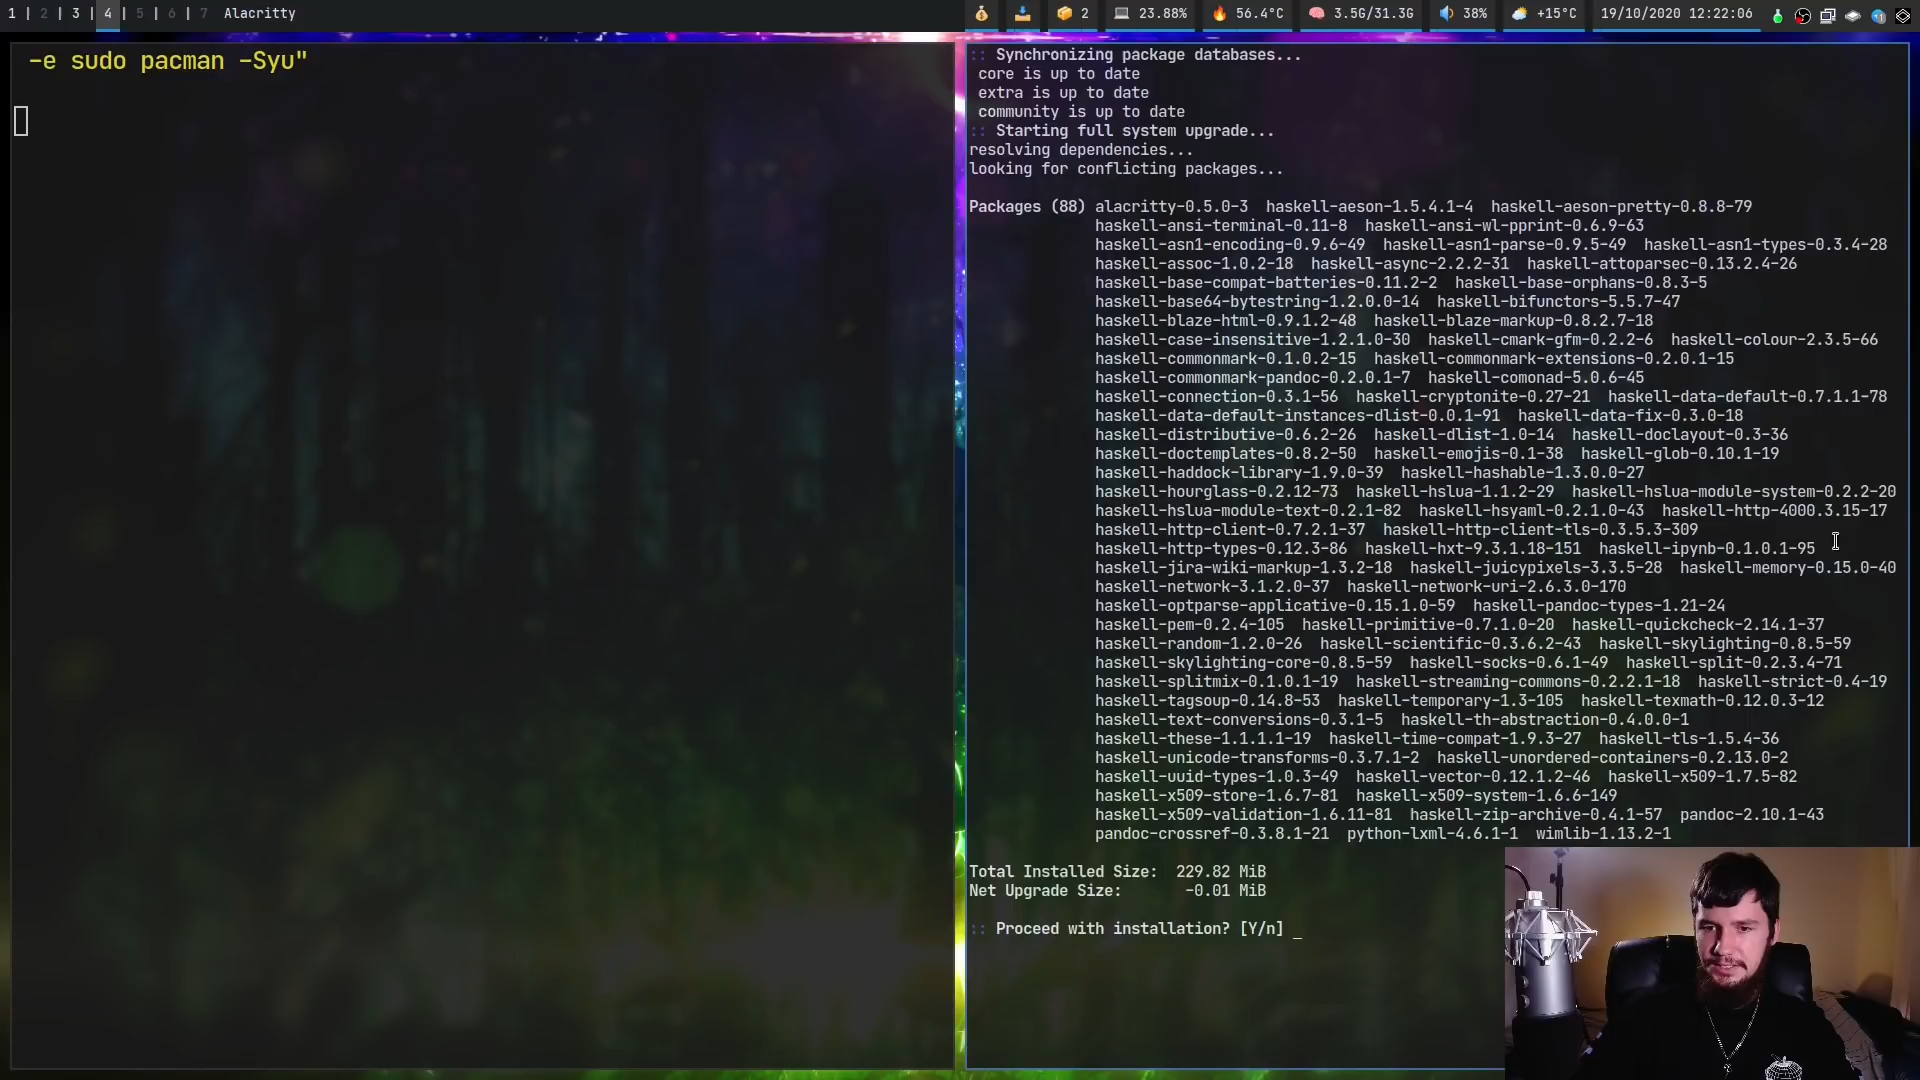 1 | 2 | 3 | 4 | 5 | 6 | 7 Alacritty
2 23.88% 56.4°C 3.5G/31.3G 38% +15°C 19/10/2020 12:22:06
-e sudo pacman -Syu"
:: Synchronizing package databases...
core is up to date
extra is up to date
community is up to date
:: Starting full system upgrade...
resolving dependencies...
looking for conflicting packages...
Packages (88) alacritty-0.5.0-3 haskell-aeson-1.5.4.1-4 haskell-aeson-pretty-0.8.8-79
haskell-ansi-terminal-0.11-8 haskell-ansi-wl-pprint-0.6.9-63
haskell-asn1-encoding-0.9.6-49 haskell-asn1-parse-0.9.5-49 haskell-asn1-types-0.3.4-28
haskell-assoc-1.0.2-18 haskell-async-2.2.2-31 haskell-attoparsec-0.13.2.4-26
haskell-base-compat-batteries-0.11.2-2 haskell-base-orphans-0.8.3-5
haskell-base64-bytestring-1.2.0.0-14 haskell-bifunctors-5.5.7-47
haskell-blaze-html-0.9.1.2-48 haskell-blaze-markup-0.8.2.7-18
haskell-case-insensitive-1.2.1.0-30 haskell-cmark-gfm-0.2.2-6 haskell-colour-2.3.5-66
haskell-commonmark-0.1.0.2-15 haskell-commonmark-extensions-0.2.0.1-15
haskell-commonmark-pandoc-0.2.0.1-7 haskell-comonad-5.0.6-45
haskell-connection-0.3.1-56 haskell-cryptonite-0.27-21 haskell-data-default-0.7.1.1-78
haskell-data-default-instances-dlist-0.0.1-91 haskell-data-fix-0.3.0-18
haskell-distributive-0.6.2-26 haskell-dlist-1.0-14 haskell-doclayout-0.3-36
haskell-doctemplates-0.8.2-50 haskell-emojis-0.1-38 haskell-glob-0.10.1-19
haskell-haddock-library-1.9.0-39 haskell-hashable-1.3.0.0-27
haskell-hourglass-0.2.12-73 haskell-hslua-1.1.2-29 haskell-hslua-module-system-0.2.2-20
haskell-hslua-module-text-0.2.1-82 haskell-hsyaml-0.2.1.0-43 haskell-http-4000.3.15-17
haskell-http-client-0.7.2.1-37 haskell-http-client-tls-0.3.5.3-309
haskell-http-types-0.12.3-86 haskell-hxt-9.3.1.18-151 haskell-ipynb-0.1.0.1-95
haskell-jira-wiki-markup-1.3.2-18 haskell-juicypixels-3.3.5-28 haskell-memory-0.15.0-40
haskell-network-3.1.2.0-37 haskell-network-uri-2.6.3.0-170
haskell-optparse-applicative-0.15.1.0-59 haskell-pandoc-types-1.21-24
haskell-pem-0.2.4-105 haskell-primitive-0.7.1.0-20 haskell-quickcheck-2.14.1-37
haskell-random-1.2.0-26 haskell-scientific-0.3.6.2-43 haskell-skylighting-0.8.5-59
haskell-skylighting-core-0.8.5-59 haskell-socks-0.6.1-49 haskell-split-0.2.3.4-71
haskell-splitmix-0.1.0.1-19 haskell-streaming-commons-0.2.2.1-18 haskell-strict-0.4-19
haskell-tagsoup-0.14.8-53 haskell-temporary-1.3-105 haskell-texmath-0.12.0.3-12
haskell-text-conversions-0.3.1-5 haskell-th-abstraction-0.4.0.0-1
haskell-these-1.1.1.1-19 haskell-time-compat-1.9.3-27 haskell-tls-1.5.4-36
haskell-unicode-transforms-0.3.7.1-2 haskell-unordered-containers-0.2.13.0-2
haskell-uuid-types-1.0.3-49 haskell-vector-0.12.1.2-46 haskell-x509-1.7.5-82
haskell-x509-store-1.6.7-81 haskell-x509-system-1.6.6-149
haskell-x509-validation-1.6.11-81 haskell-zip-archive-0.4.1-57 pandoc-2.10.1-43
pandoc-crossref-0.3.8.1-21 python-lxml-4.6.1-1 wimlib-1.13.2-1
Total Installed Size: 229.82 MiB
Net Upgrade Size: -0.01 MiB
:: Proceed with installation? [Y/n] _